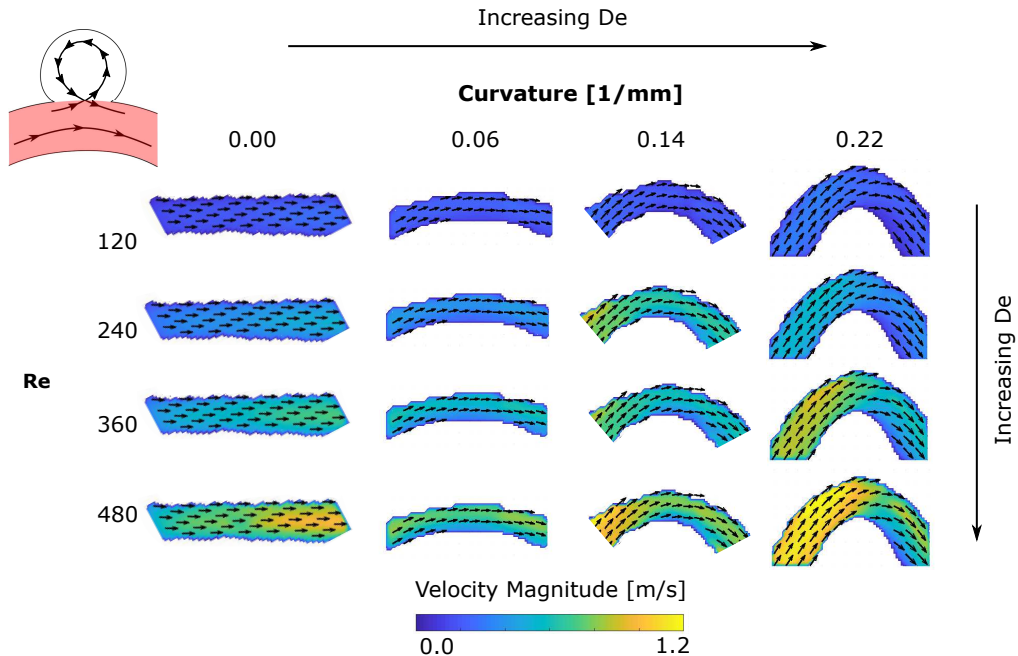 Increasing De
Curvature [1/mm]
0.00 0.06 0.14 0.22
120
240
Re
360
480
Increasing De
Velocity Magnitude [m/s]
0.0 1.2